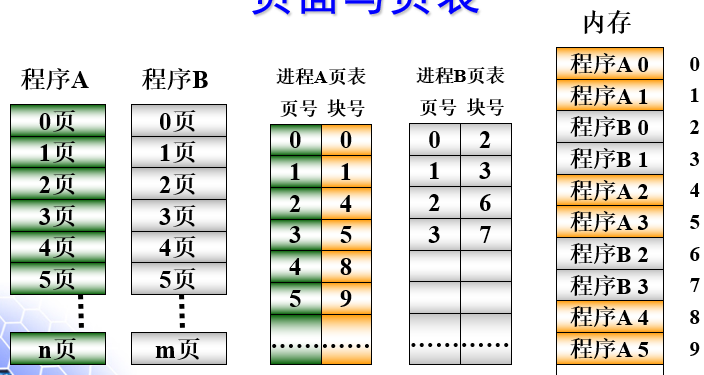 页面与页表
内存
程序A
程序B
进程A页表
进程B页表
页号 块号
页号 块号
0页
1页
2页
3页
4页
5页
n页
0页
1页
2页
3页
4页
5页
m页
0 0
1 1
2 4
3 5
4 8
5 9
…………
0 2
1 3
2 6
3 7
…………
程序A 0 0
程序A 1 1
程序B 0 2
程序B 1 3
程序A 2 4
程序A 3 5
程序B 2 6
程序B 3 7
程序A 4 8
程序A 5 9